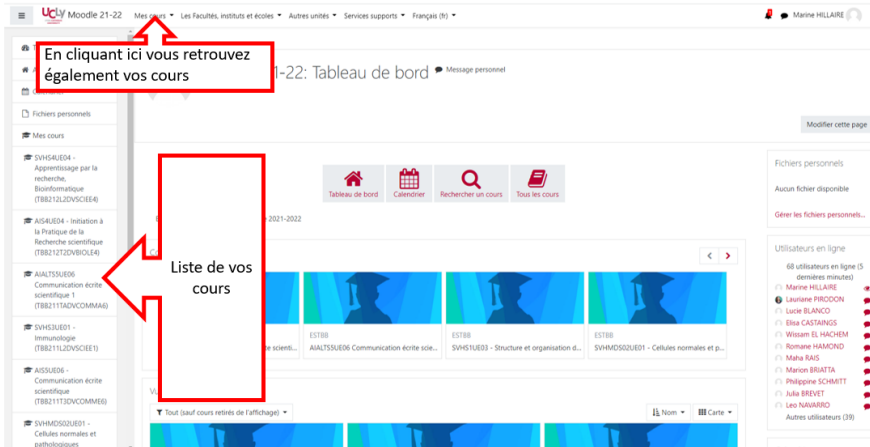 UCLY Moodle 21-22 Mes cours Les Facultés, instituts et écoles Autres unités Services supports Français (fr)
Marine HILLAIRE
En cliquant ici vous retrouvez
également vos cours
1-22: Tableau de bord Message personnel
Fichiers personnels
Mes cours
Modifier cette page
SVHS4UE04 -
Apprentissage par la
recherche,
Bioinformatique
(TBB212L2DVSCIEE4)
AIS4UE04 - Initiation à
la Pratique de la
Recherche scientifique
(TBB212T2DVBIOLE4)
AIALTS5UE06
Communication écrite
scientifique 1
(TBB211TADVCOMMA6)
SVHS3UE01 -
Immunologie
(TBB211L2DVSCIEE1)
AIS5UE06 -
Communication écrite
scientifique
(TBB211T3DVCOMME6)
SVHMDS02UE01 -
Cellules normales et
pathologiques
Liste de vos
cours
Tableau de bord
Calendrier
Rechercher un cours
Tous les cours
2021-2022
ESTBB
AIALTS5UE06 Communication écrite scie...
ESTBB
SVHS1UE03 - Structure et organisation d...
ESTBB
SVHMDS02UE01 - Cellules normales et p...
Tout (sauf cours retirés de l'affichage)
Nom
Carte
Fichiers personnels
Aucun fichier disponible
Gérer les fichiers personnels...
Utilisateurs en ligne
68 utilisateurs en ligne (5
dernières minutes)
Marine HILLAIRE
Lauriane PIRODON
Lucie BLANCO
Elisa CASTAINGS
Wissam EL HACHEM
Romane HAMOND
Maha RAIS
Marion BRIATTA
Philippine SCHMITT
Julia BREVET
Leo NAVARRO
Autres utilisateurs (39)